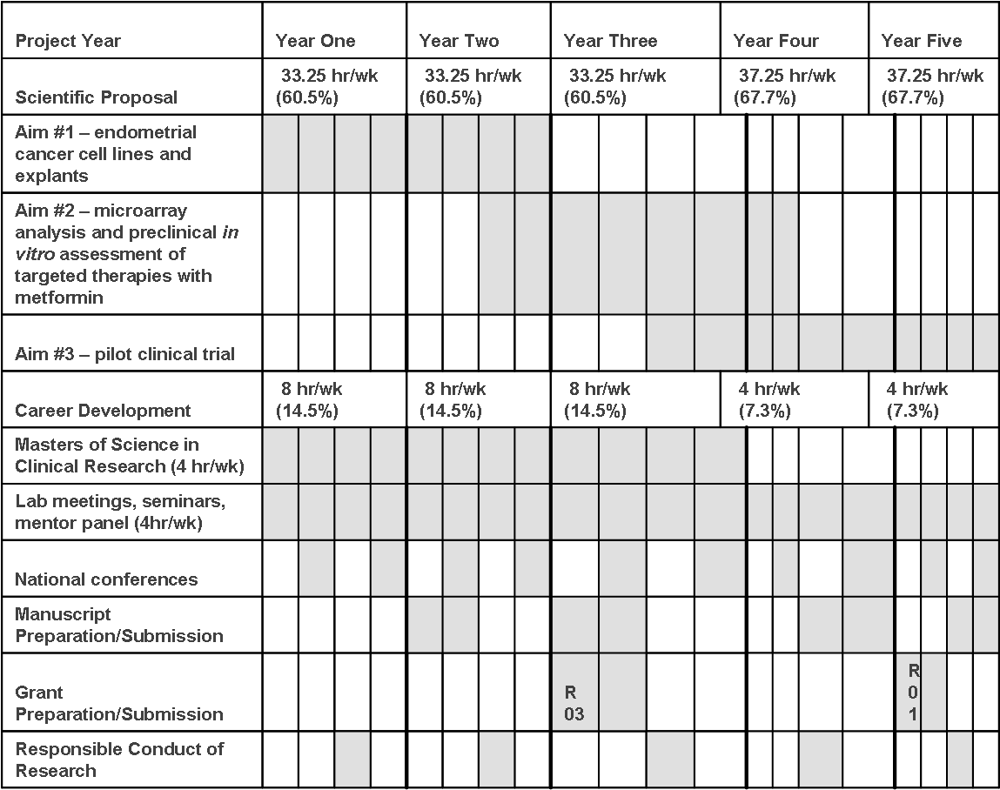 Project Year Year One Year Two Year Three Year Four Year Five
33.25 hr/wk 33.25 hr/wk 33.25 hr/wk 37.25 hr/wk 37.25 hr/wk
Scientific Proposal (60.5%) (60.5%) (60.5%) (67.7%) (67.7%)
Aim #1 – endometrial
cancer cell lines and
explants
Aim #2 – microarray
analysis and preclinical in
vitro assessment of
targeted therapies with
metformin
Aim #3 – pilot clinical trial
8 hr/wk 8 hr/wk 8 hr/wk 4 hr/wk 4 hr/wk
Career Development (14.5%) (14.5%) (14.5%) (7.3%) (7.3%)
Masters of Science in
Clinical Research (4 hr/wk)
Lab meetings, seminars,
mentor panel (4hr/wk)
National conferences
Manuscript
Preparation/Submission
Grant
Preparation/Submission
R
03
R
0
1
Responsible Conduct of
Research